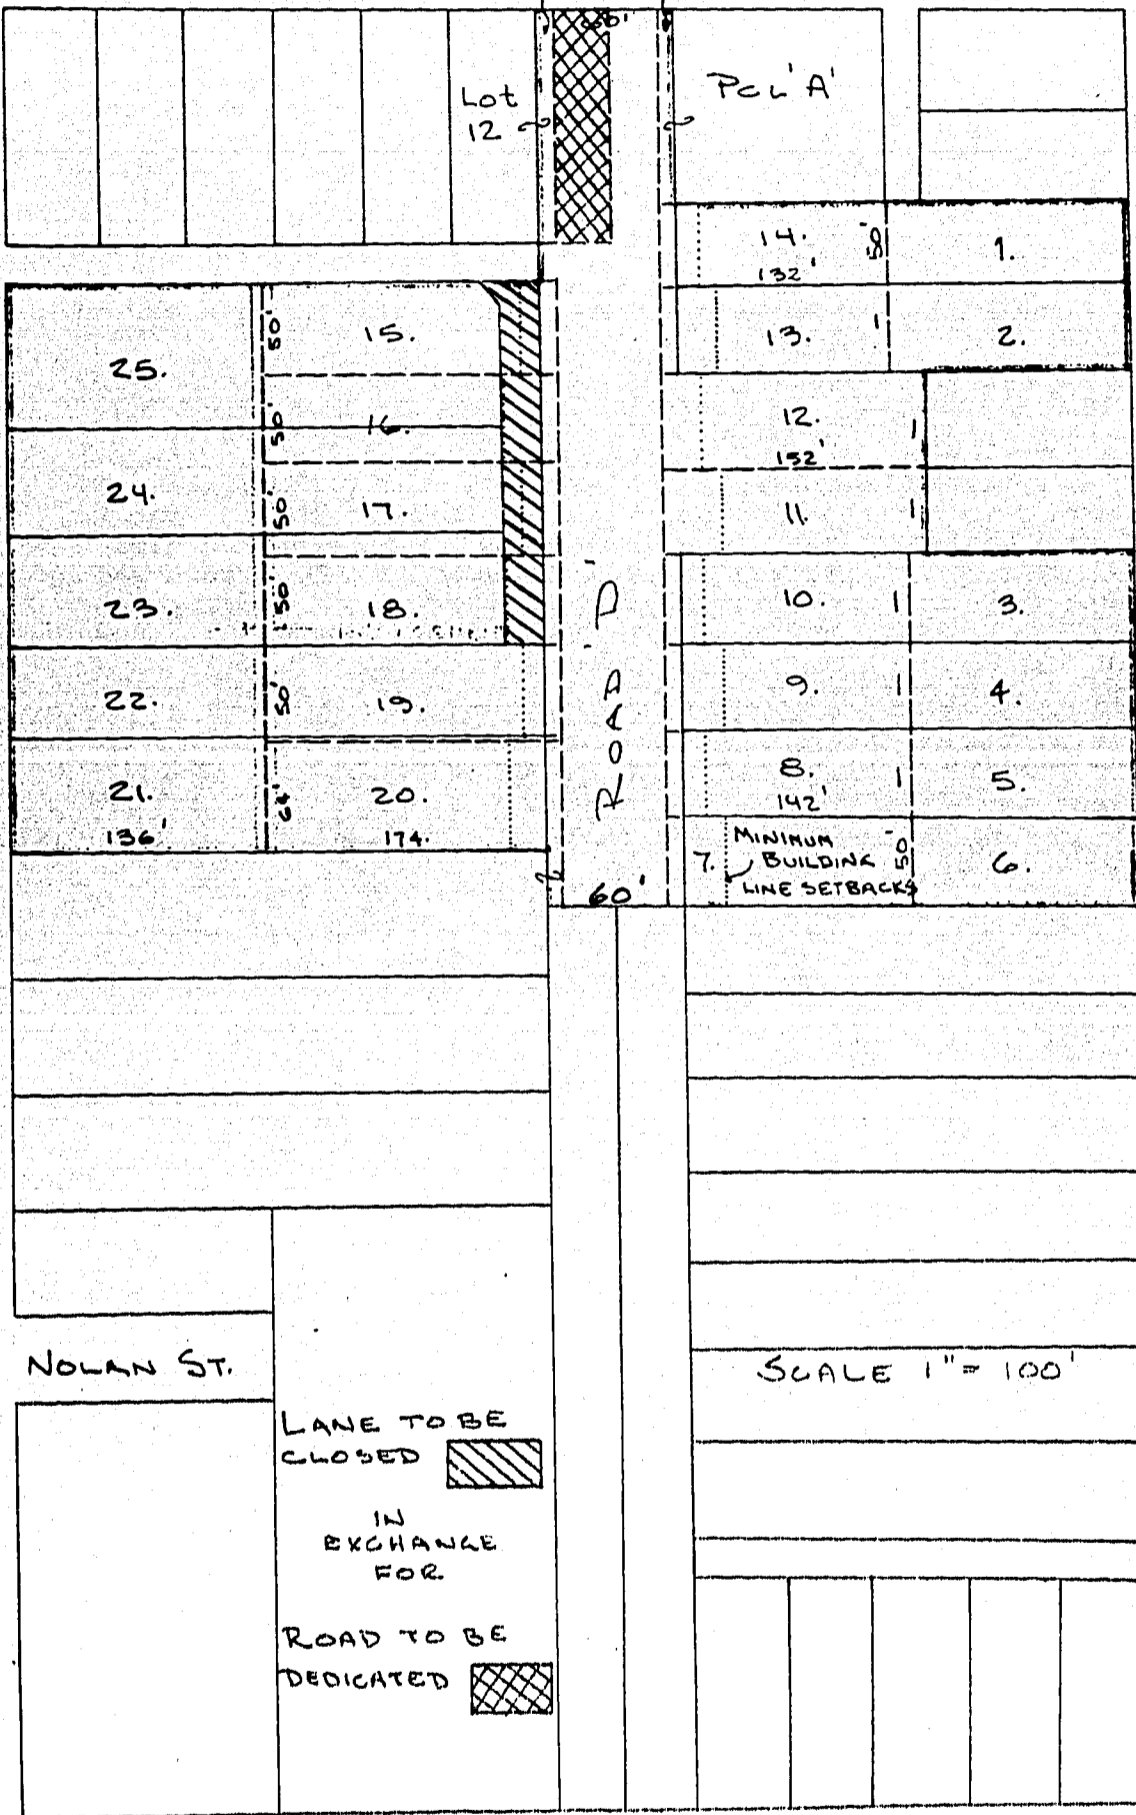 60'
Lot
12
PCL 'A'
14.
132'
50'
1.
13.
2.
12.
152'
11.
10.
3.
9.
4.
8.
142'
5.
7.
MINIMUM
BUILDING
LINE SETBACKS
50'
6.
25.
50'
15.
50'
16.
24.
50'
17.
23.
50'
18.
22.
50'
19.
21.
136'
64'
20.
174.
ROAD 'D'
60'
NOLAN ST.
SCALE 1" = 100'
LANE TO BE
CLOSED
IN
EXCHANGE
FOR
ROAD TO BE
DEDICATED